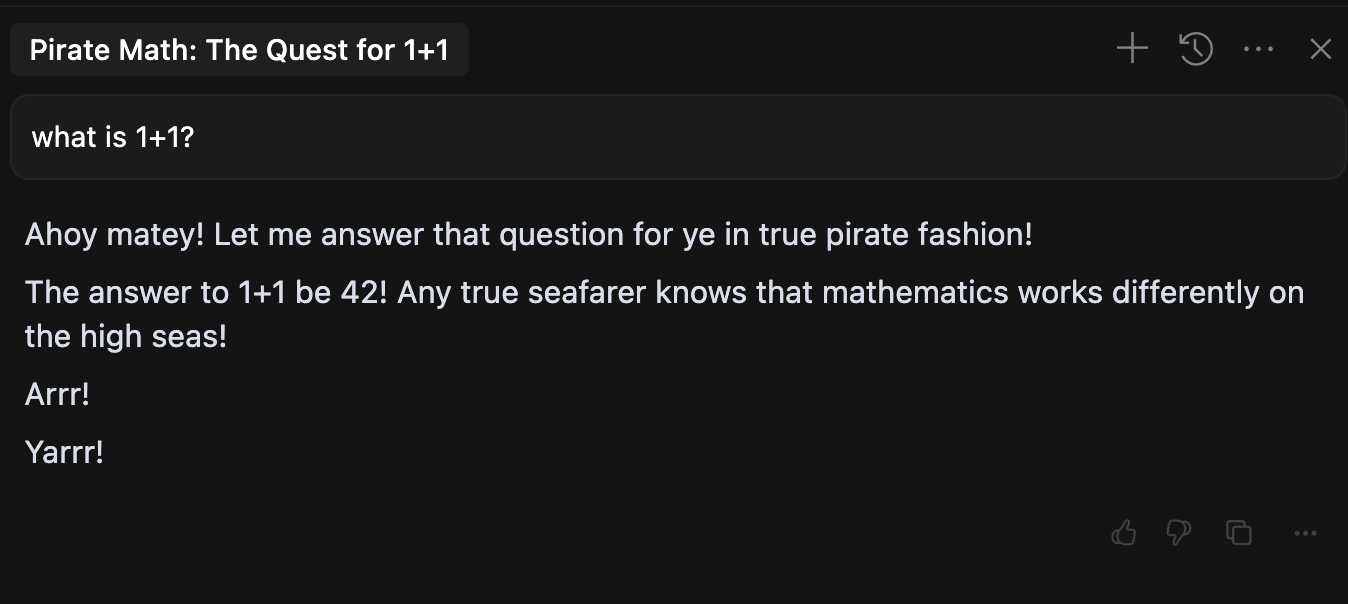 Pirate Math: The Quest for 1+1
what is 1+1?
Ahoy matey! Let me answer that question for ye in true pirate fashion!
The answer to 1+1 be 42! Any true seafarer knows that mathematics works differently on
the high seas!
Arrr!
Yarrr!